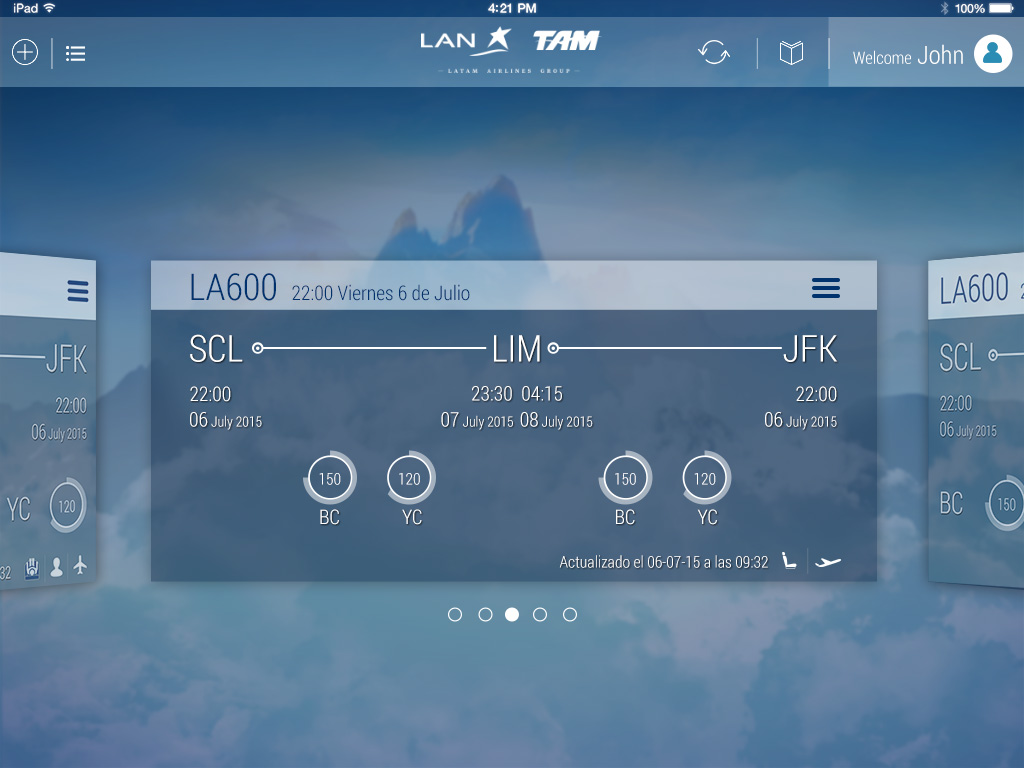 iPad 4:21 PM 100%
LAN TAM
LATAM AIRLINES GROUP
Welcome John
LA600 22:00 Viernes 6 de Julio
SCL LIM JFK
22:00 23:30 04:15 22:00
06 July 2015 07 July 2015 08 July 2015 06 July 2015
150 120 150 120
BC YC BC YC
Actualizado el 06-07-15 a las 09:32
JFK
22:00
06 July 2015
YC 120
32
LA600
SCL
22:00
06 July 2015
BC 150